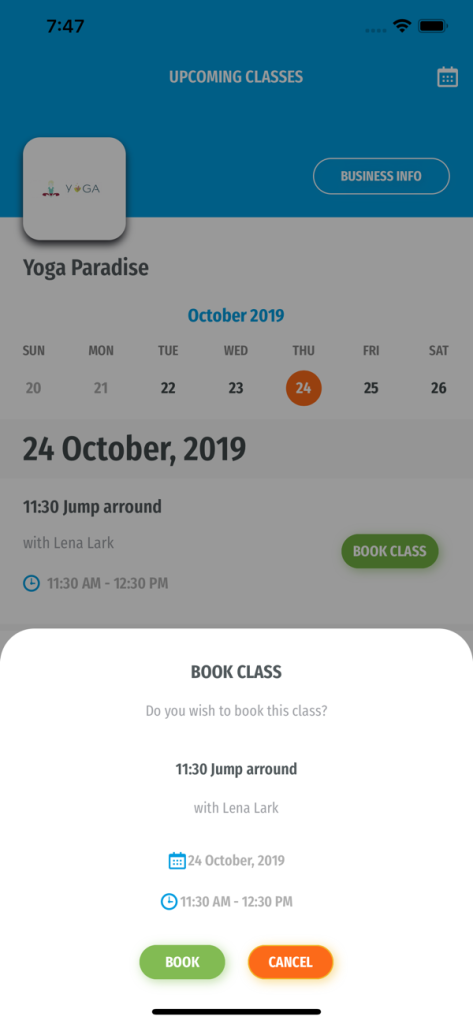 7:47
UPCOMING CLASSES
YOGA
BUSINESS INFO
Yoga Paradise
October 2019
SUN MON TUE WED THU FRI SAT
20 21 22 23 24 25 26
24 October, 2019
11:30 Jump arround
with Lena Lark
BOOK CLASS
11:30 AM - 12:30 PM
BOOK CLASS
Do you wish to book this class?
11:30 Jump arround
with Lena Lark
24 October, 2019
11:30 AM - 12:30 PM
BOOK CANCEL